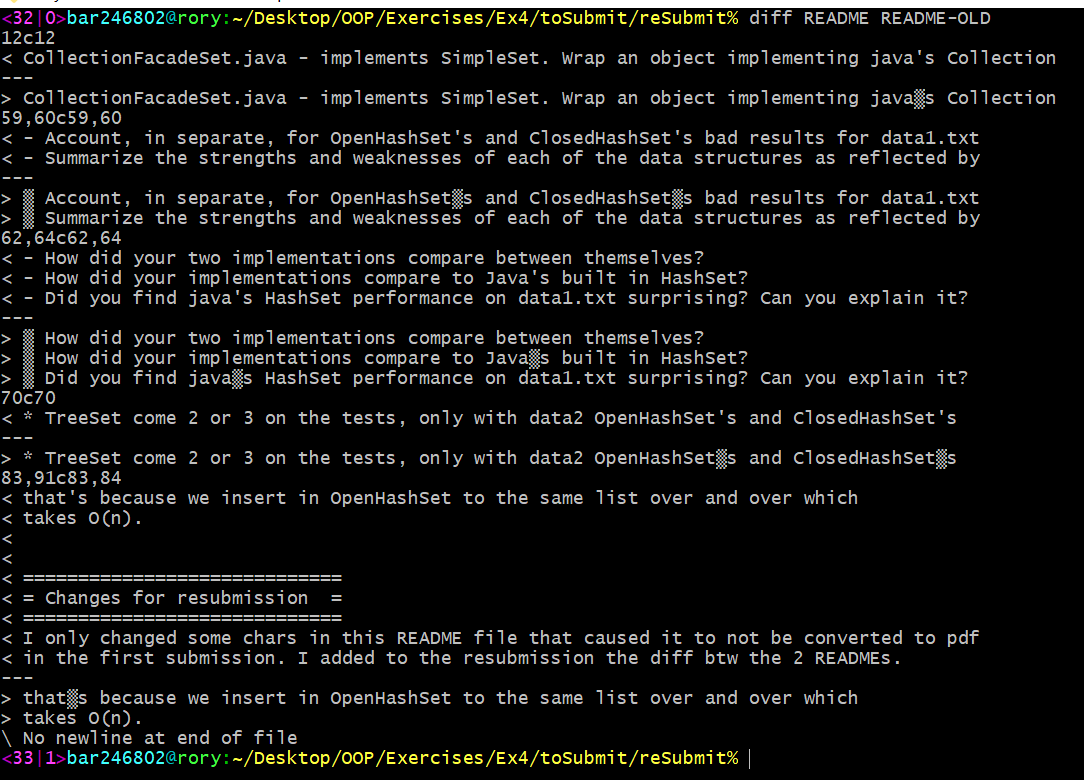 <32|0>bar246802@rory:~/Desktop/OOP/Exercises/Ex4/toSubmit/reSubmit% diff README README-OLD
12c12
< CollectionFacadeSet.java - implements SimpleSet. Wrap an object implementing java's Collection
---
> CollectionFacadeSet.java - implements SimpleSet. Wrap an object implementing java▒s Collection
59,60c59,60
< - Account, in separate, for OpenHashSet's and ClosedHashSet's bad results for data1.txt
< - Summarize the strengths and weaknesses of each of the data structures as reflected by
---
> ▒ Account, in separate, for OpenHashSet▒s and ClosedHashSet▒s bad results for data1.txt
> ▒ Summarize the strengths and weaknesses of each of the data structures as reflected by
62,64c62,64
< - How did your two implementations compare between themselves?
< - How did your implementations compare to Java's built in HashSet?
< - Did you find java's HashSet performance on data1.txt surprising? Can you explain it?
---
> ▒ How did your two implementations compare between themselves?
> ▒ How did your implementations compare to Java▒s built in HashSet?
> ▒ Did you find java▒s HashSet performance on data1.txt surprising? Can you explain it?
70c70
< * TreeSet come 2 or 3 on the tests, only with data2 OpenHashSet's and ClosedHashSet's
---
> * TreeSet come 2 or 3 on the tests, only with data2 OpenHashSet▒s and ClosedHashSet▒s
83,91c83,84
< that's because we insert in OpenHashSet to the same list over and over which
< takes O(n).
<
<
< =============================
< = Changes for resubmission  =
< =============================
< I only changed some chars in this README file that caused it to not be converted to pdf
< in the first submission. I added to the resubmission the diff btw the 2 READMEs.
---
> that▒s because we insert in OpenHashSet to the same list over and over which
> takes O(n).
\ No newline at end of file
<33|1>bar246802@rory:~/Desktop/OOP/Exercises/Ex4/toSubmit/reSubmit%